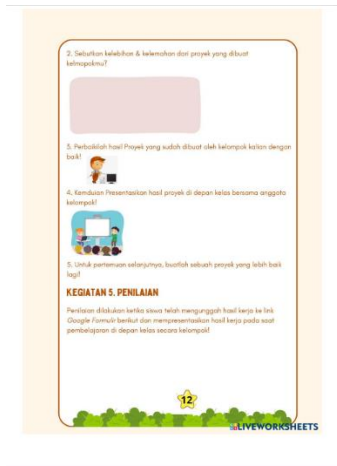 2. Sebutkan kelebihan & kelemahan dari proyek yang dibuat
kelmopokmu?
3. Perbaikilah hasil Proyek yang sudah dibuat oleh kelompok kalian dengan
baik!
4. Kemduian Presentasikan hasil proyek di depan kelas bersama anggota
kelompok!
5. Untuk pertemuan selanjutnya, buatlah sebuah proyek yang lebih baik
lagi!
KEGIATAN 5. PENILAIAN
Penilaian dilakukan ketika siswa telah mengunggah hasil kerja ke link
Google Formulir berikut dan mempresentasikan hasil kerja pada saat
pembelajaran di depan kelas secara kelompok!
12
LIVEWORKSHEETS